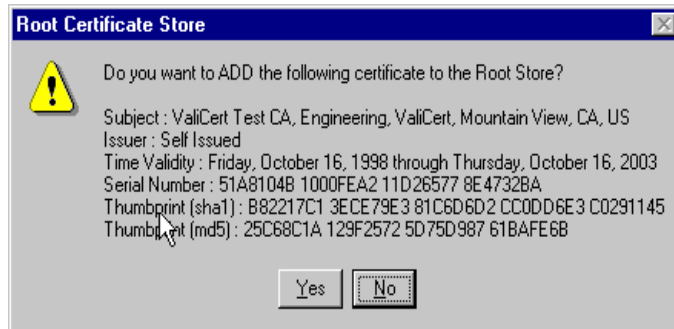 Root Certificate Store
Do you want to ADD the following certificate to the Root Store?
Subject : ValiCert Test CA, Engineering, ValiCert, Mountain View, CA, US
Issuer : Self Issued
Time Validity : Friday, October 16, 1998 through Thursday, October 16, 2003
Serial Number : 51A8104B 1000FEA2 11D26577 8E4732BA
Thumbprint (sha1) : B82217C1 3ECE79E3 81C6D6D2 CC0DD6E3 C0291145
Thumbprint (md5) : 25C68C1A 129F2572 5D75D987 61BAFE6B
Yes No